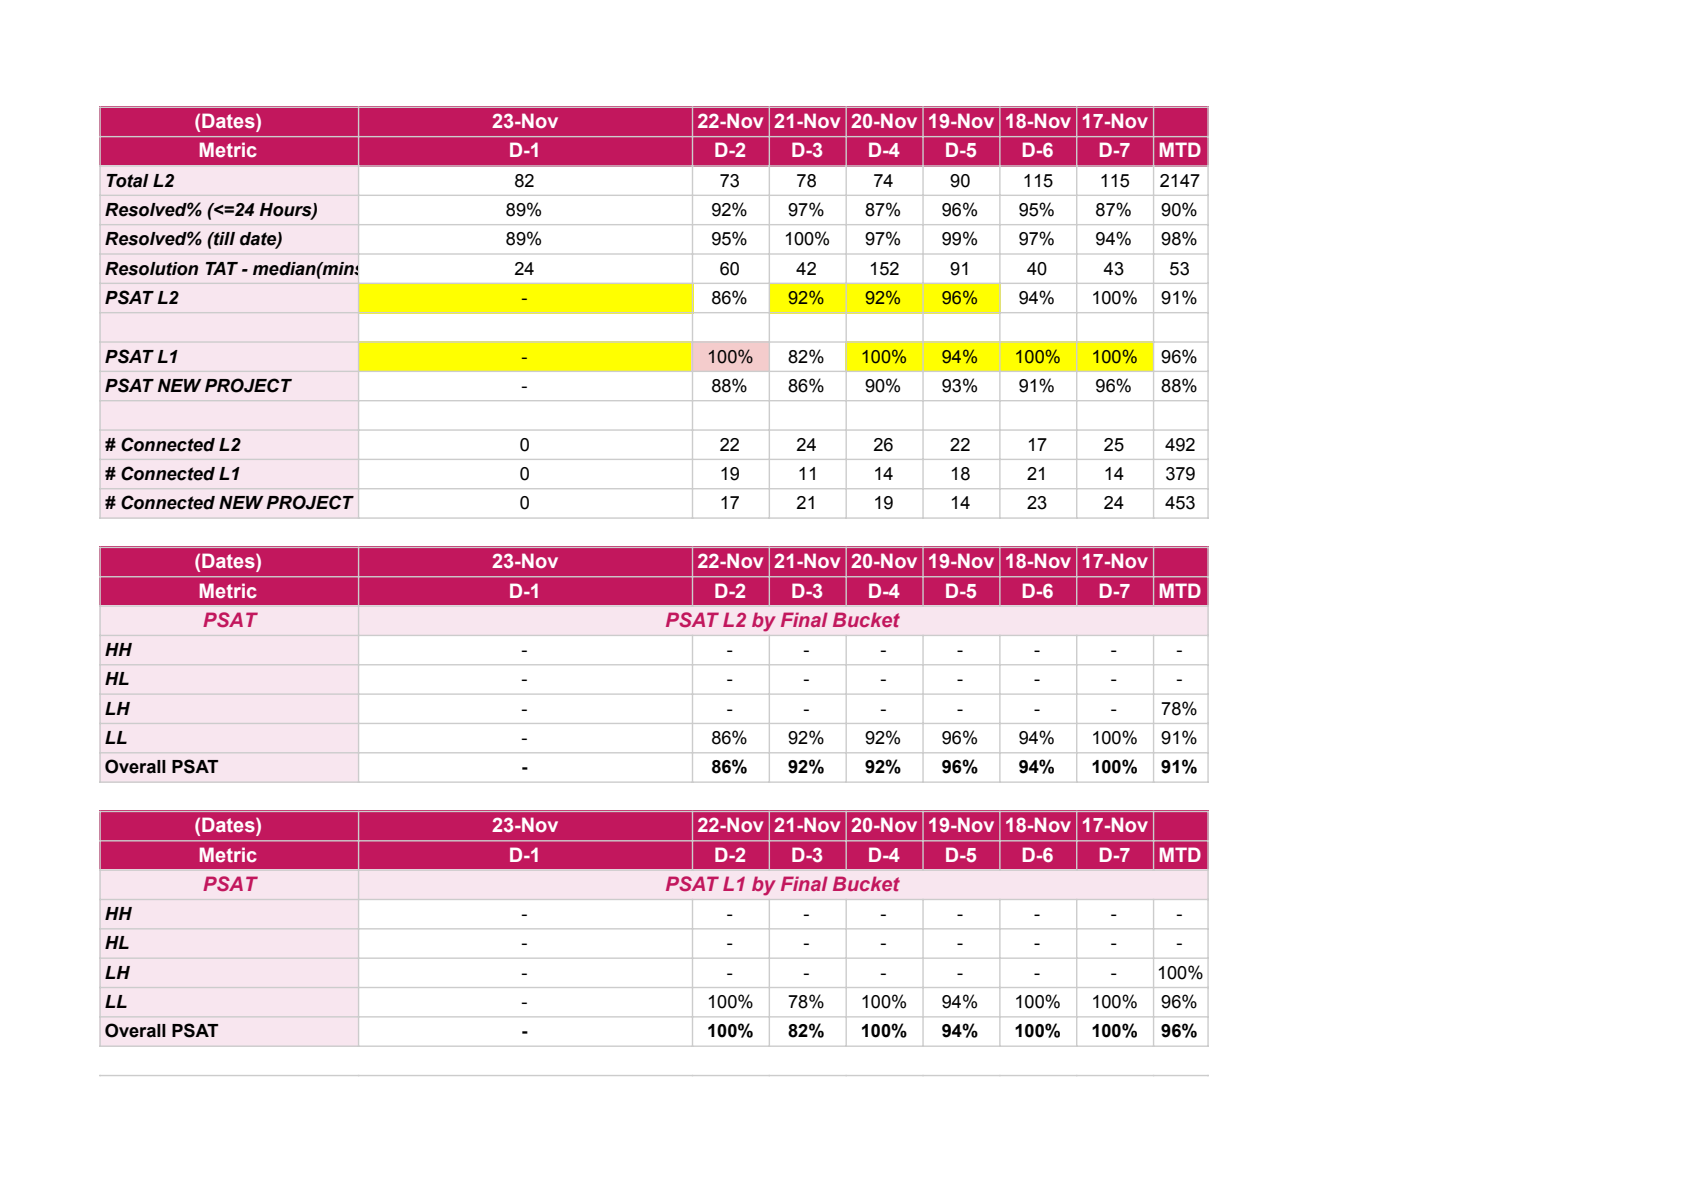 (Dates) 23-Nov 22-Nov 21-Nov 20-Nov 19-Nov 18-Nov 17-Nov
Metric D-1 D-2 D-3 D-4 D-5 D-6 D-7 MTD
Total L2 82 73 78 74 90 115 115 2147
Resolved% (<=24 Hours) 89% 92% 97% 87% 96% 95% 87% 90%
Resolved% (till date) 89% 95% 100% 97% 99% 97% 94% 98%
Resolution TAT - median(mins 24 60 42 152 91 40 43 53
PSAT L2 - 86% 92% 92% 96% 94% 100% 91%
PSAT L1 - 100% 82% 100% 94% 100% 100% 96%
PSAT NEW PROJECT - 88% 86% 90% 93% 91% 96% 88%
# Connected L2 0 22 24 26 22 17 25 492
# Connected L1 0 19 11 14 18 21 14 379
# Connected NEW PROJECT 0 17 21 19 14 23 24 453
(Dates) 23-Nov 22-Nov 21-Nov 20-Nov 19-Nov 18-Nov 17-Nov
Metric D-1 D-2 D-3 D-4 D-5 D-6 D-7 MTD
PSAT PSAT L2 by Final Bucket
HH - - - - - - - -
HL - - - - - - - -
LH - - - - - - - 78%
LL - 86% 92% 92% 96% 94% 100% 91%
Overall PSAT - 86% 92% 92% 96% 94% 100% 91%
(Dates) 23-Nov 22-Nov 21-Nov 20-Nov 19-Nov 18-Nov 17-Nov
Metric D-1 D-2 D-3 D-4 D-5 D-6 D-7 MTD
PSAT PSAT L1 by Final Bucket
HH - - - - - - - -
HL - - - - - - - -
LH - - - - - - - 100%
LL - 100% 78% 100% 94% 100% 100% 96%
Overall PSAT - 100% 82% 100% 94% 100% 100% 96%